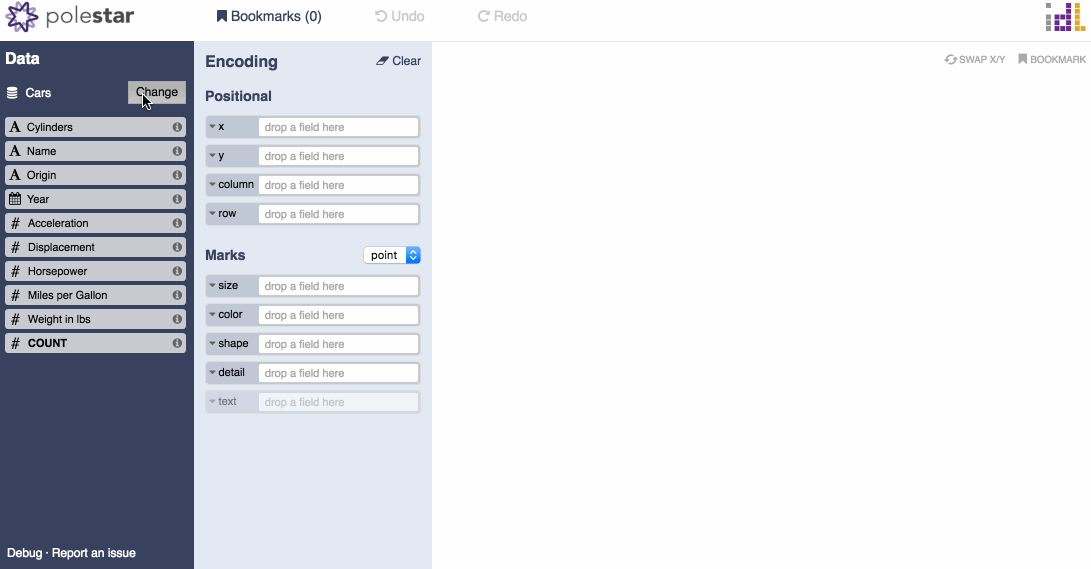 polestar
Bookmarks (0)
Undo
Redo
idl
Data
Cars
Change
A Cylinders
A Name
A Origin
Year
# Acceleration
# Displacement
# Horsepower
# Miles per Gallon
# Weight in lbs
# COUNT
Debug · Report an issue
Encoding
Clear
Positional
x drop a field here
y drop a field here
column drop a field here
row drop a field here
Marks
point
size drop a field here
color drop a field here
shape drop a field here
detail drop a field here
text drop a field here
SWAP X/Y
BOOKMARK